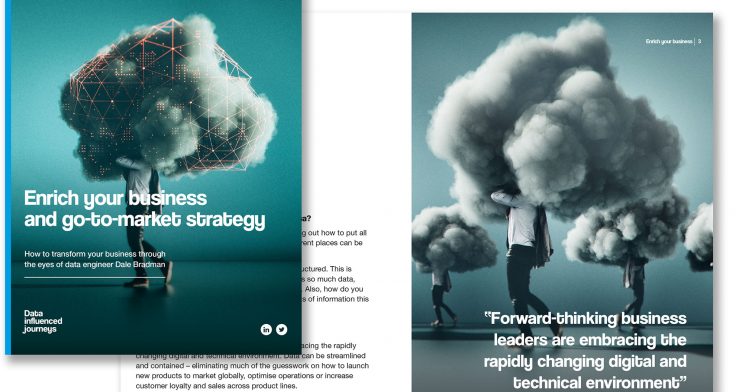 Enrich your business
and go-to-market strategy
How to transform your business through
the eyes of data engineer Dale Bradman
Data
influenced
journeys
in
?
ng out how to put all
rent places can be
uctured. This is
s so much data,
Also, how do you
s of information this
acing the rapidly
changing digital and technical environment. Data can be streamlined
and contained – eliminating much of the guesswork on how to launch
new products to market globally, optimise operations or increase
customer loyalty and sales across product lines.
Enrich your business | 3
“Forward-thinking business
leaders are embracing the
rapidly changing digital and
technical environment”